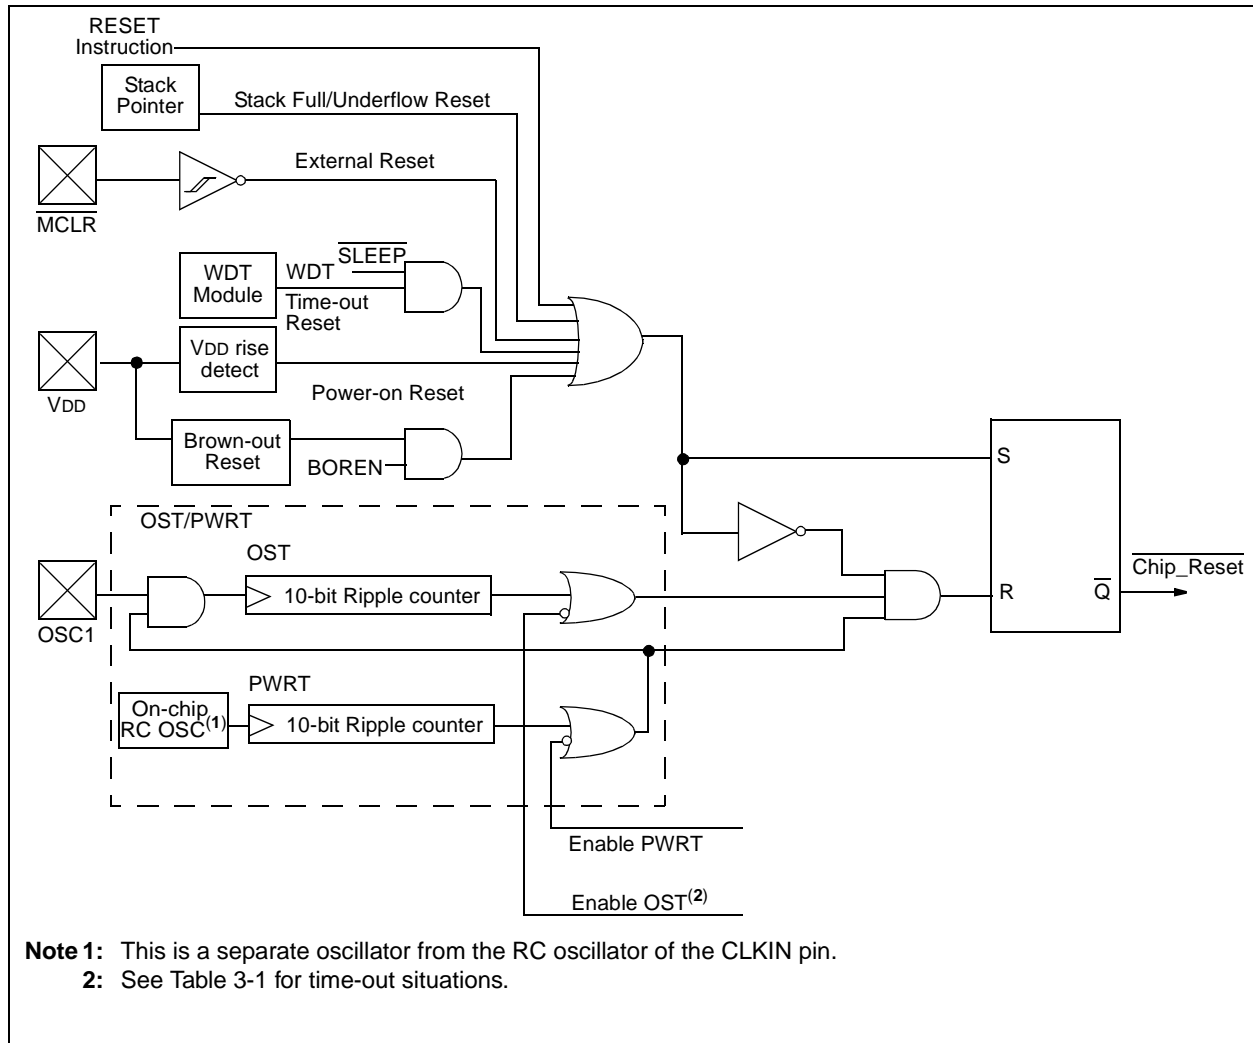 RESET
Instruction
Stack
Pointer
Stack Full/Underflow Reset
External Reset
MCLR
SLEEP
WDT
Module
WDT
Time-out
Reset
VDD rise
detect
VDD
Power-on Reset
Brown-out
Reset
BOREN
S
OST/PWRT
OST
Chip_Reset
10-bit Ripple counter
R
Q
OSC1
PWRT
On-chip
RC OSC(1)
10-bit Ripple counter
Enable PWRT
Enable OST(2)
Note 1: This is a separate oscillator from the RC oscillator of the CLKIN pin.
2: See Table 3-1 for time-out situations.